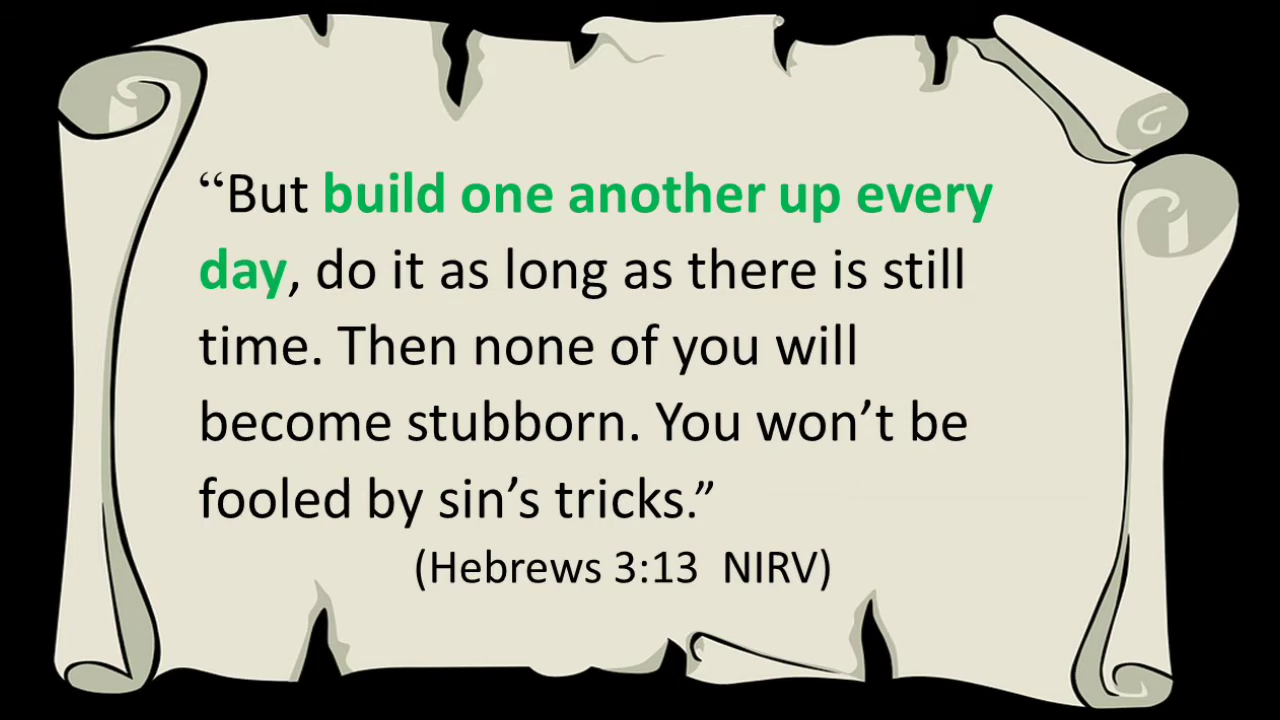 “But build one another up every
day, do it as long as there is still
time. Then none of you will
become stubborn. You won’t be
fooled by sin’s tricks.”
(Hebrews 3:13  NIRV)